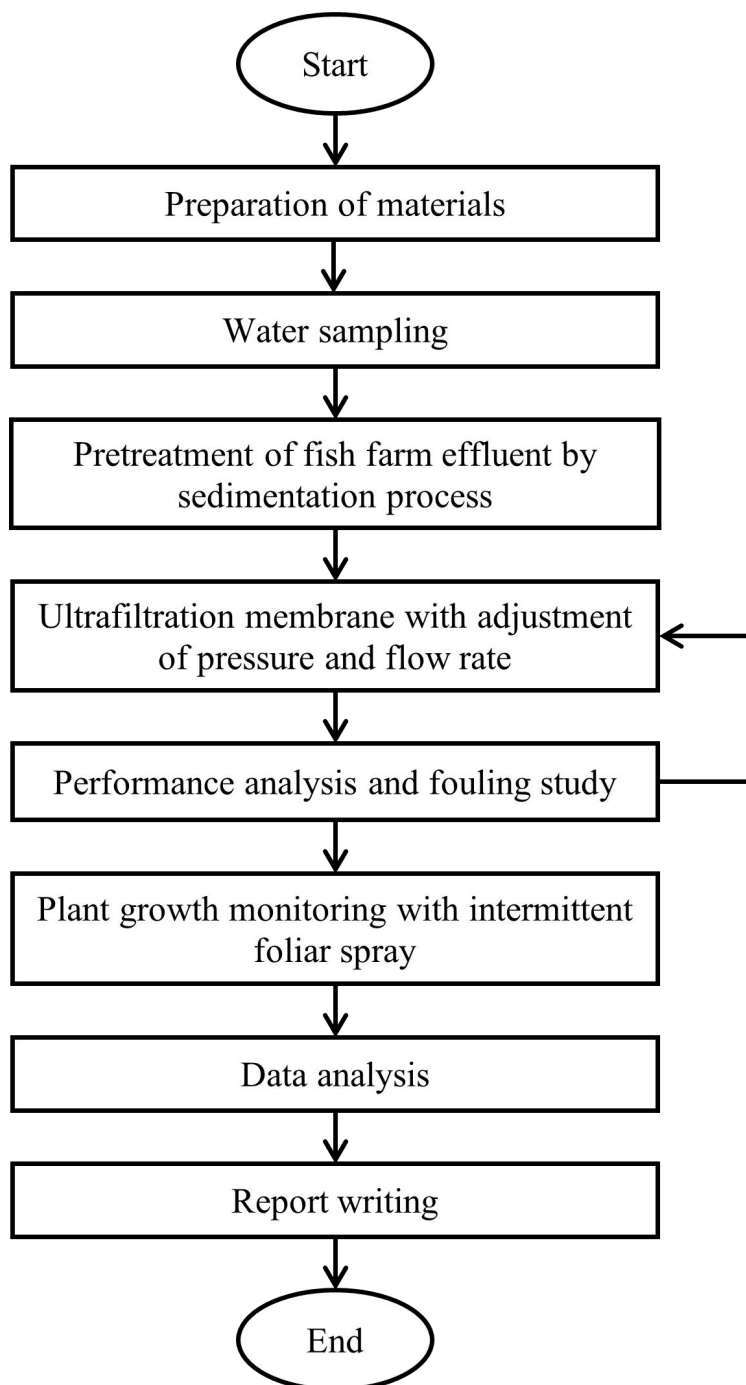 Start
Preparation of materials
Water sampling
Pretreatment of fish farm effluent by
sedimentation process
Ultrafiltration membrane with adjustment
of pressure and flow rate
Performance analysis and fouling study
Plant growth monitoring with intermittent
foliar spray
Data analysis
Report writing
End